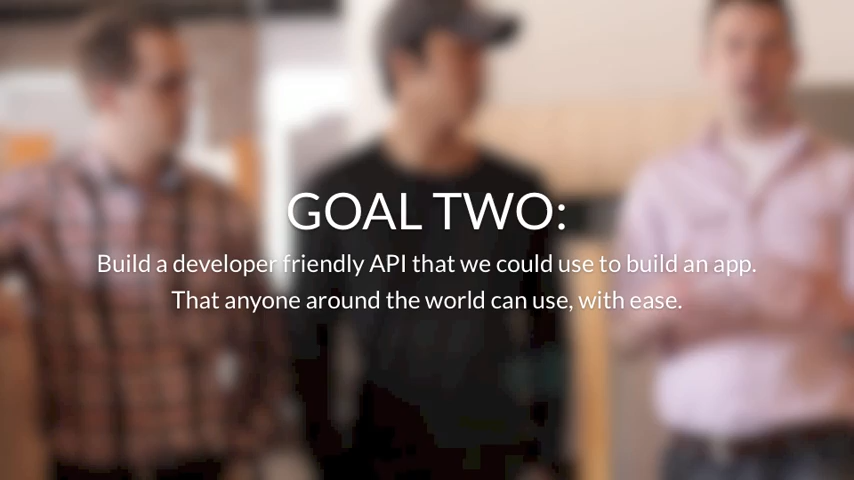 GOAL TWO:
Build a developer friendly API that we could use to build an app.
That anyone around the world can use, with ease.